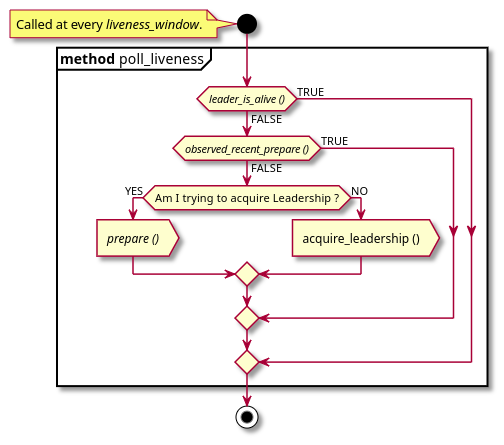 Called at every liveness_window.
method poll_liveness
leader_is_alive ()
TRUE
FALSE
observed_recent_prepare ()
TRUE
FALSE
YES
Am I trying to acquire Leadership ?
NO
prepare ()
acquire_leadership ()